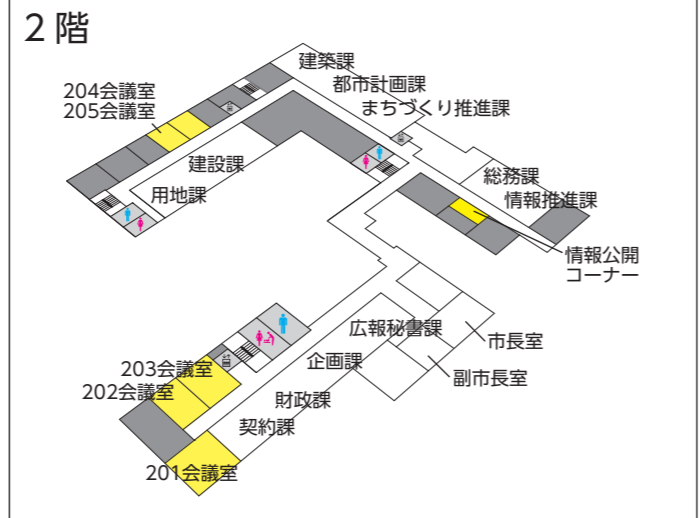 2階
建築課
都市計画課
まちづくり推進課
204会議室
205会議室
建設課
用地課
総務課
情報推進課
情報公開
コーナー
広報秘書課
市長室
企画課
副市長室
203会議室
202会議室
財政課
契約課
201会議室